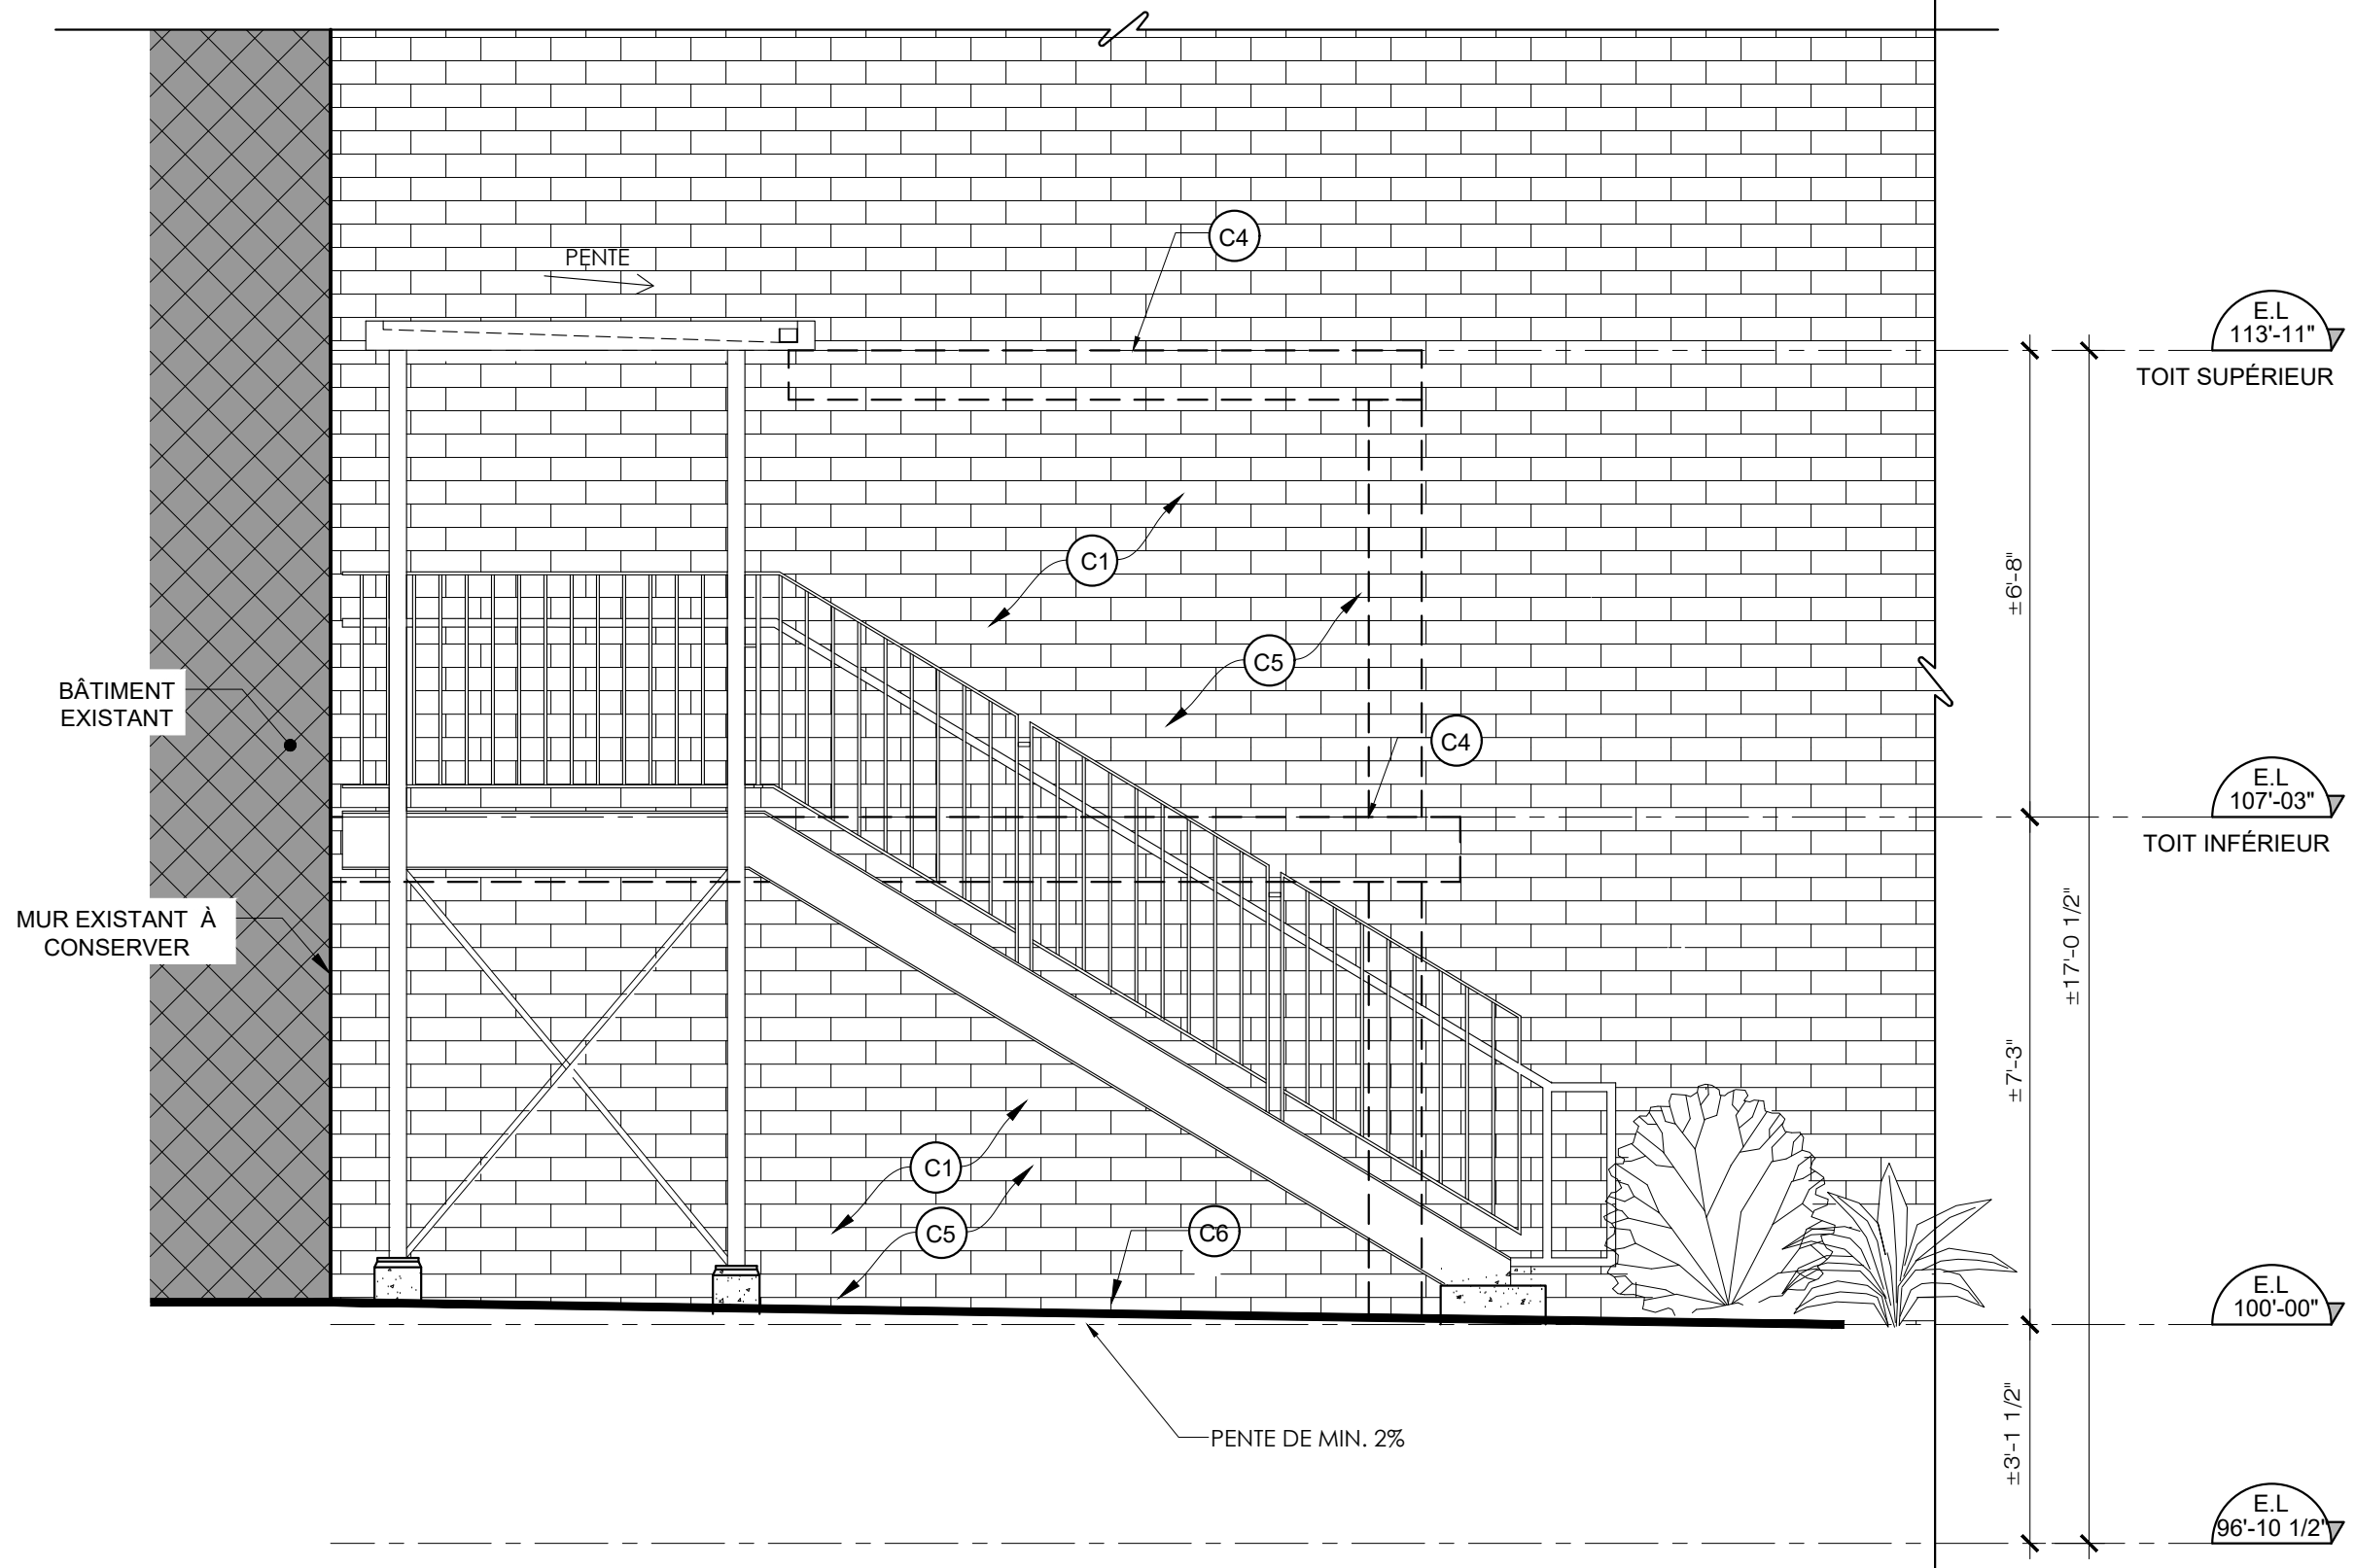 C4
PENTE
E.L
113'-11"
TOIT SUPÉRIEUR
C1
±6'-8"
C5
BÂTIMENT
EXISTANT
C4
E.L
107'-03"
TOIT INFÉRIEUR
MUR EXISTANT À
CONSERVER
±17'-0 1/2"
±7'-3"
C1
C5
C6
E.L
100'-00"
PENTE DE MIN. 2%
±3'-1 1/2"
E.L
96'-10 1/2"